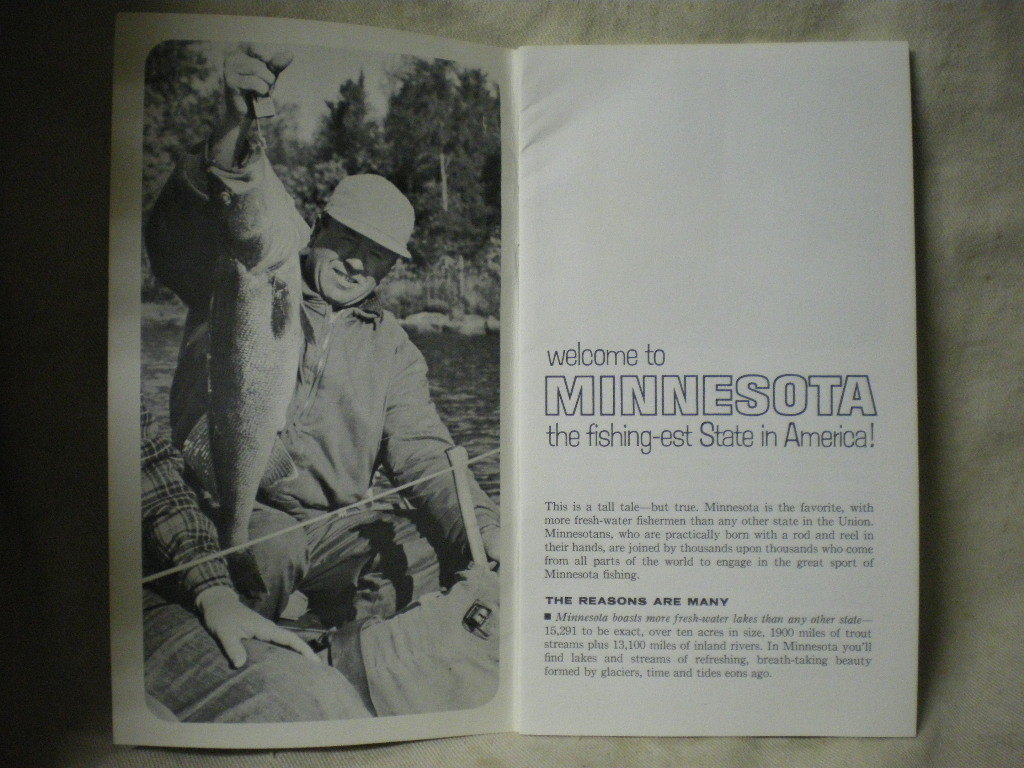 welcome to
MINNESOTA
the fishing-est State in America!
This is a tall tale—but true. Minnesota is the favorite, with
more fresh-water fishermen than any other state in the Union.
Minnesotans, who are practically born with a rod and reel in
their hands, are joined by thousands upon thousands who come
from all parts of the world to engage in the great sport of
Minnesota fishing.
THE REASONS ARE MANY
■ Minnesota boasts more fresh-water lakes than any other state—
15,291 to be exact, over ten acres in size, 1900 miles of trout
streams plus 13,100 miles of inland rivers. In Minnesota you'll
find lakes and streams of refreshing, breath-taking beauty
formed by glaciers, time and tides eons ago.